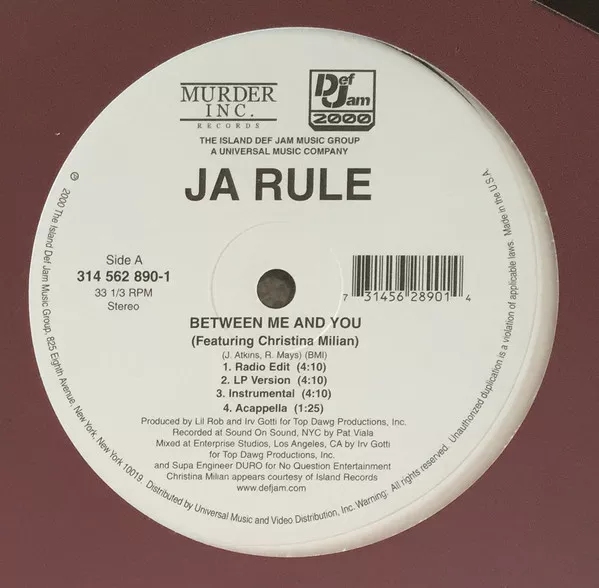 MURDER
INC.
RECORDS
Def
Jam
2000
THE ISLAND DEF JAM MUSIC GROUP
A UNIVERSAL MUSIC COMPANY
JA RULE
Side A
314 562 890-1
33 1/3 RPM
Stereo
7 31456 28901 4
BETWEEN ME AND YOU
(Featuring Christina Milian)
(J. Atkins, R. Mays) (BMI)
1. Radio Edit (4:10)
2. LP Version (4:10)
3. Instrumental (4:10)
4. Acappella (1:25)
Produced by Lil Rob and Irv Gotti for Top Dawg Productions, Inc.
Recorded at Sound On Sound, NYC by Pat Viala
Mixed at Enterprise Studios, Los Angeles, CA by Irv Gotti
for Top Dawg Productions, Inc.
and Supa Engineer DURO for No Question Entertainment
Christina Milian appears courtesy of Island Records
www.defjam.com
℗ 2000 The Island Def Jam Music Group, 825 Eighth Avenue, New York, New York 10019. Distributed by Universal Music and Video Distribution, Inc. Warning: All rights reserved. Unauthorized duplication is a violation of applicable laws. Made in the U.S.A.